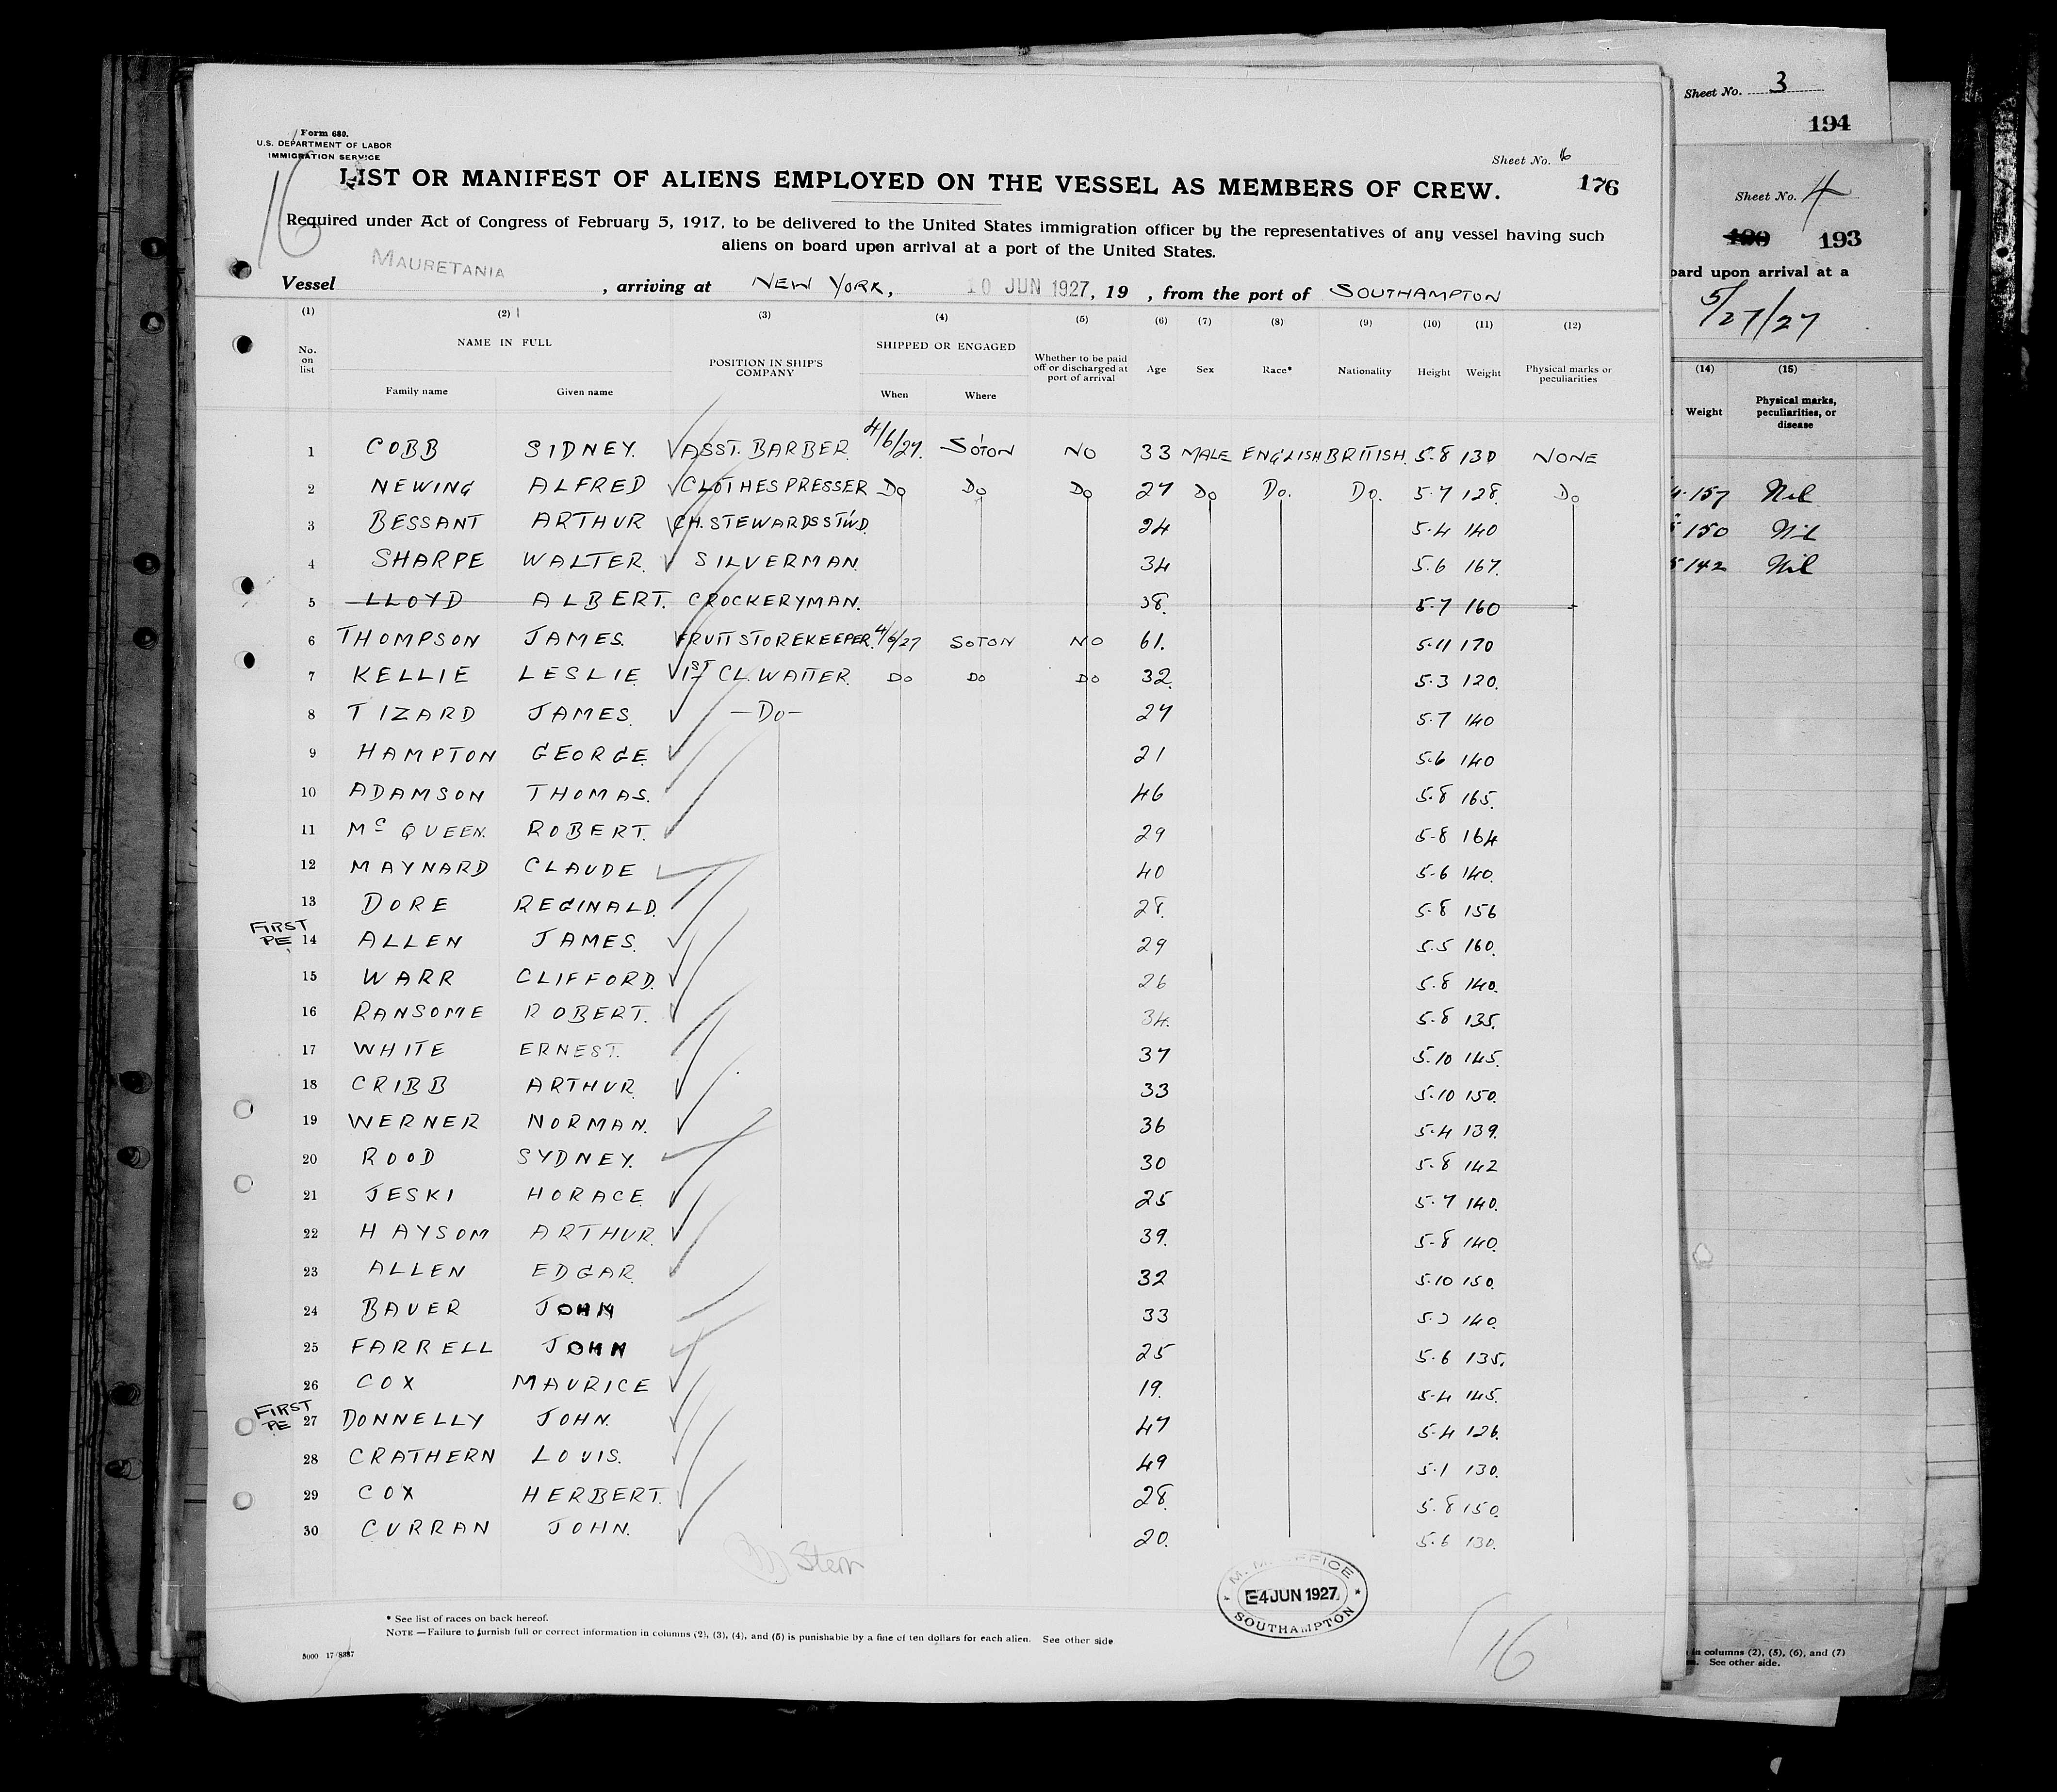 Form 680.
U.S. DEPARTMENT OF LABOR
IMMIGRATION SERVICE
16
Sheet No. 16
LIST OR MANIFEST OF ALIENS EMPLOYED ON THE VESSEL AS MEMBERS OF CREW. 176
Required under Act of Congress of February 5, 1917, to be delivered to the United States immigration officer by the representatives of any vessel having such
aliens on board upon arrival at a port of the United States.
Vessel MAURETANIA, arriving at NEW YORK, 10 JUN 1927, 19 , from the port of SOUTHAMPTON
(1) (2) (3) (4) (5) (6) (7) (8) (9) (10) (11) (12)
No. on list NAME IN FULL POSITION IN SHIP'S COMPANY SHIPPED OR ENGAGED Whether to be paid off or discharged at port of arrival Age Sex Race* Nationality Height Weight Physical marks or peculiarities
Family name Given name When Where
1 COBB SIDNEY. ASST. BARBER. 4/6/27. SOTON NO 33 MALE ENGLISH BRITISH. 5-8 130 NONE
2 NEWING ALFRED CLOTHES PRESSER Do Do Do 27 Do Do. Do. 5-7 128. Do
3 BESSANT ARTHUR CH. STEWARDS STWD. 24 5-4 140
4 SHARPE WALTER. SILVERMAN. 34 5.6 167.
5 LLOYD ALBERT. CROCKERYMAN. 38. 5-7 160
6 THOMPSON JAMES. FRUIT STOREKEEPER. 4/6/27 SOTON NO 61. 5-11 170
7 KELLIE LESLIE 1ST CL. WAITER. DO DO DO 32. 5-3 120.
8 TIZARD JAMES. —DO— 27 5-7 140
9 HAMPTON GEORGE. 21 5-6 140
10 ADAMSON THOMAS. 46 5-8 165.
11 Mc QUEEN. ROBERT. 29 5-8 164
12 MAYNARD CLAUDE 40 5-6 140.
13 DORE REGINALD. 28. 5-8 156
FIRST
PE 14 ALLEN JAMES. 29 5.5 160.
15 WARR CLIFFORD. 26 5.8 140.
16 RANSOME ROBERT. 34. 5-8 135.
17 WHITE ERNEST. 37 5.10 145.
18 CRIBB ARTHUR 33 5-10 150.
19 WERNER NORMAN. 36 5-4 139.
20 ROOD SYDNEY. 30 5-8 142
21 JESKI HORACE 25 5-7 140.
22 HAYSOM ARTHUR. 39. 5-8 140.
23 ALLEN EDGAR. 32 5.10 150.
24 BAUER JOHN 33 140.
25 FARRELL JOHN 25 5.6 135.
26 COX MAURICE 19. 5-4 145.
FIRST
PE 27 DONNELLY JOHN. 47 5-4 126.
28 CRATHERN LOUIS. 49 5-1 130.
29 COX HERBERT. 28. 5.8 150.
30 CURRAN JOHN. 20. 5-6 130.
Stem
M. M. OFFICE
E-4 JUN 1927
SOUTHAMPTON
16
* See list of races on back hereof.
NOTE.—Failure to furnish full or correct information in columns (2), (3), (4), and (5) is punishable by a fine of ten dollars for each alien. See other side
Sheet No. 3
194
Sheet No. 4
193
oard upon arrival at a
5/27/27
(14) (15)
Weight Physical marks, peculiarities, or disease
157 Nil
150 Nil
142 Nil
in columns (2), (5), (6), and (7)
See other side.